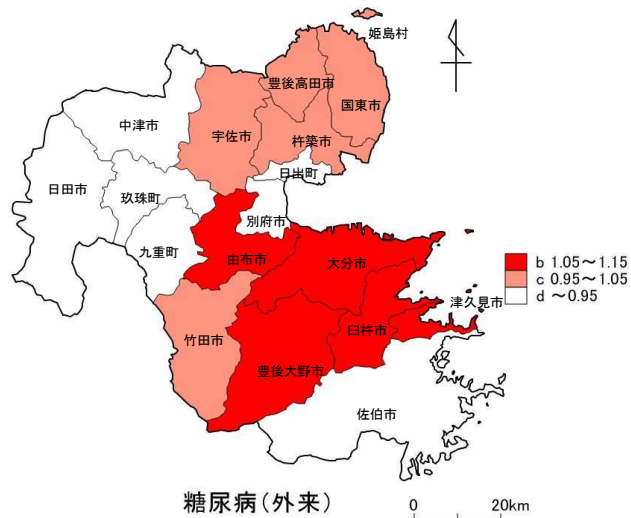 姫島村
豊後高田市
国東市
中津市
宇佐市
杵築市
日出町
日田市
玖珠町
別府市
九重町
由布市
大分市
b 1.05～1.15
c 0.95～1.05
d ～0.95
津久見市
臼杵市
竹田市
豊後大野市
佐伯市
糖尿病(外来)
0 20km